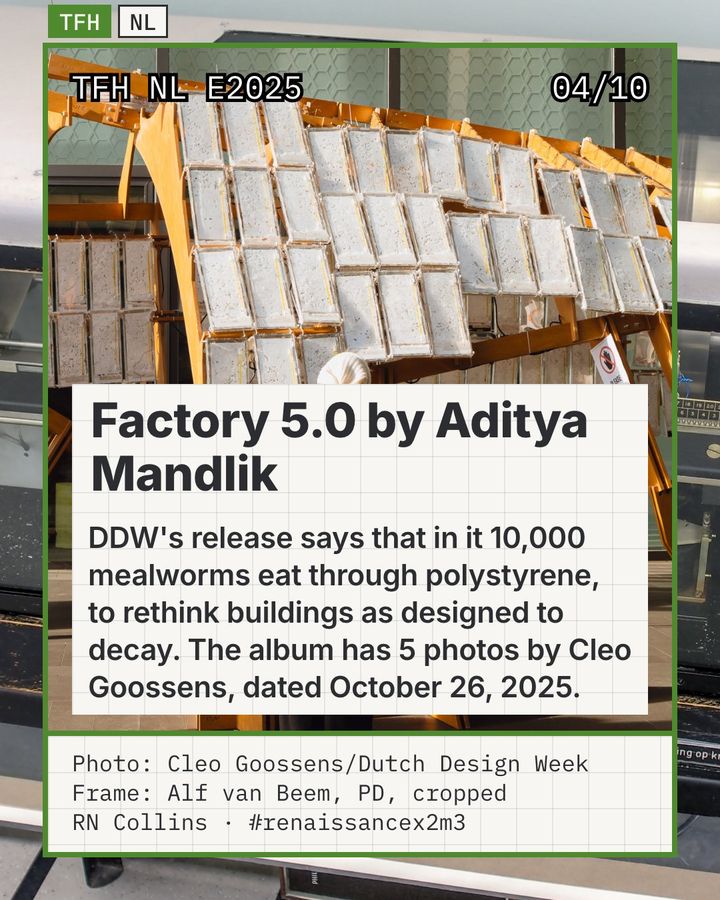 TFH NL
TFH NL E2025 04/10
Factory 5.0 by Aditya
Mandlik
DDW's release says that in it 10,000
mealworms eat through polystyrene,
to rethink buildings as designed to
decay. The album has 5 photos by Cleo
Goossens, dated October 26, 2025.
Photo: Cleo Goossens/Dutch Design Week
Frame: Alf van Beem, PD, cropped
RN Collins · #renaissancex2m3